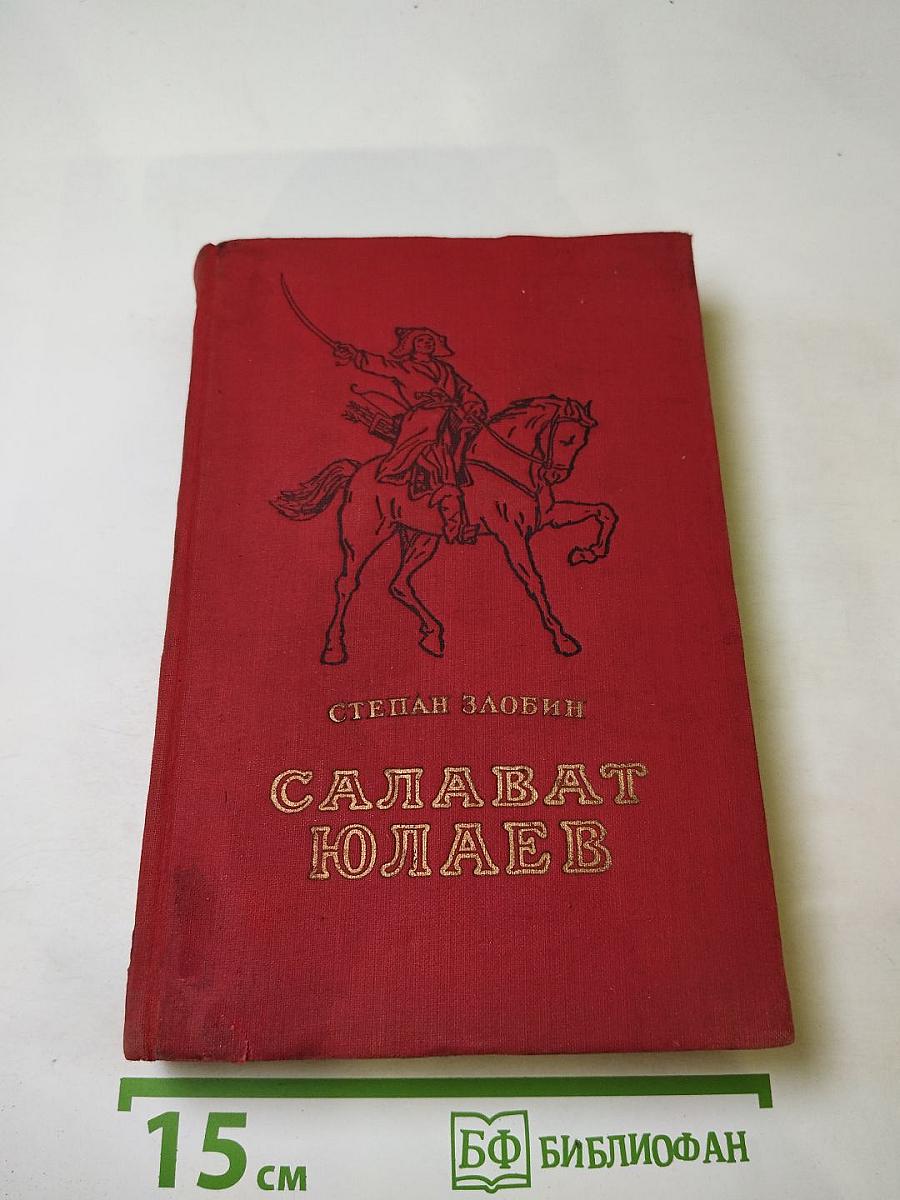 СТЕПАН ЗЛОБИН
САЛАВАТ
ЮЛАЕВ
15 см
БФ БИБЛИОФАН